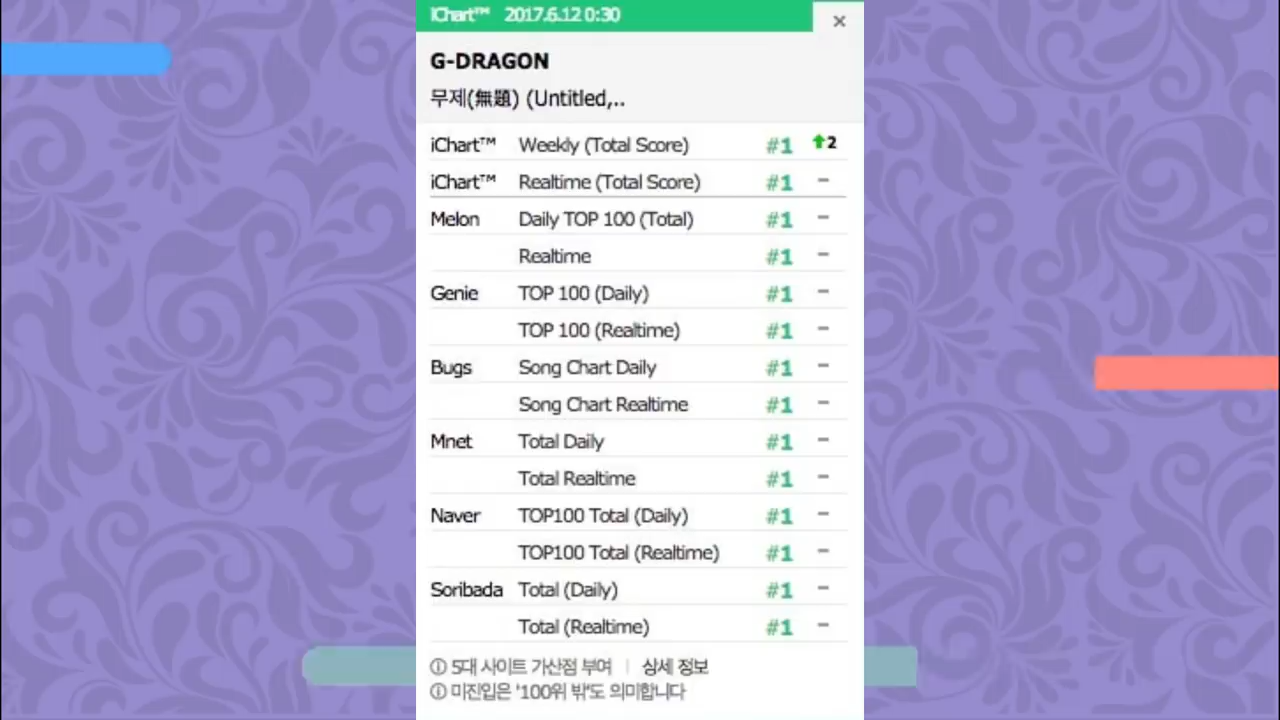 iChart™ 2017.6.12 0:30
×
G-DRAGON
무제(無題) (Untitled,..
iChart™ Weekly (Total Score) #1 2
iChart™ Realtime (Total Score) #1 –
Melon Daily TOP 100 (Total) #1 –
Realtime #1 –
Genie TOP 100 (Daily) #1 –
TOP 100 (Realtime) #1 –
Bugs Song Chart Daily #1 –
Song Chart Realtime #1 –
Mnet Total Daily #1 –
Total Realtime #1 –
Naver TOP100 Total (Daily) #1 –
TOP100 Total (Realtime) #1 –
Soribada Total (Daily) #1 –
Total (Realtime) #1 –
ⓘ 5대 사이트 가산점 부여 | 상세 정보
ⓘ 미진입은 '100위 밖'도 의미합니다